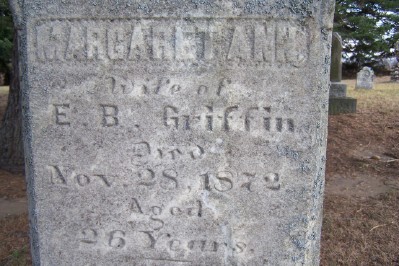 MARGARET ANN
Wife of
E. B. Griffin
Died
Nov. 28, 1872
Aged
26 Years.